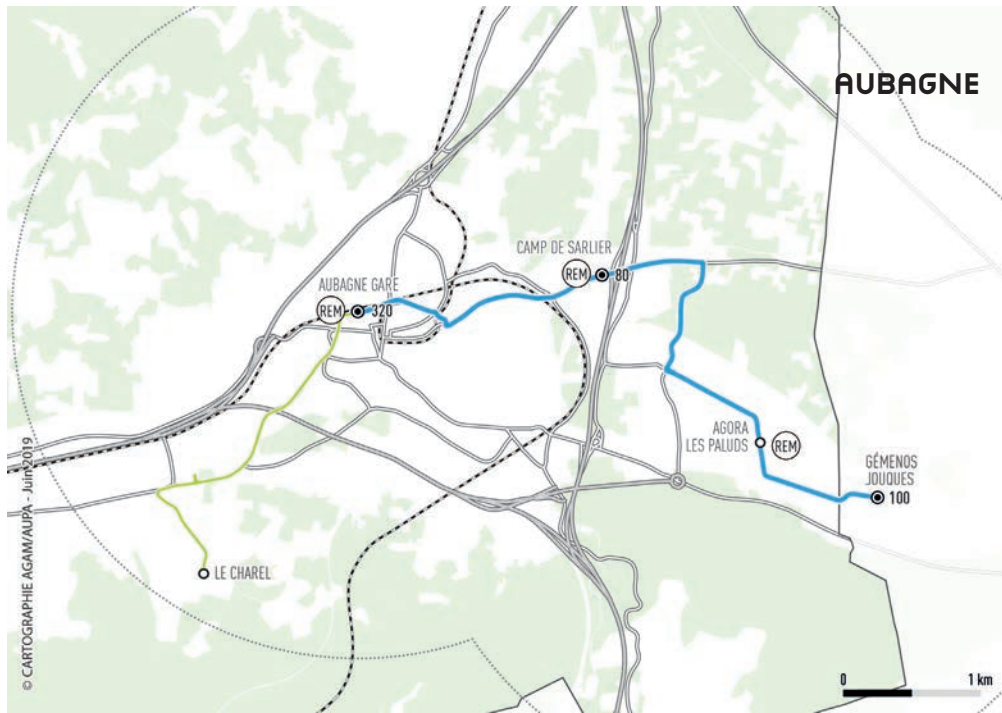 AUBAGNE
CAMP DE SARLIER
REM
80
AUBAGNE GARE
REM
320
AGORA
LES PALUDS
REM
GÉMENOS
JOUQUES
100
LE CHAREL
© CARTOGRAPHIE AGAM/AUPA - Juin 2019
0
1 km